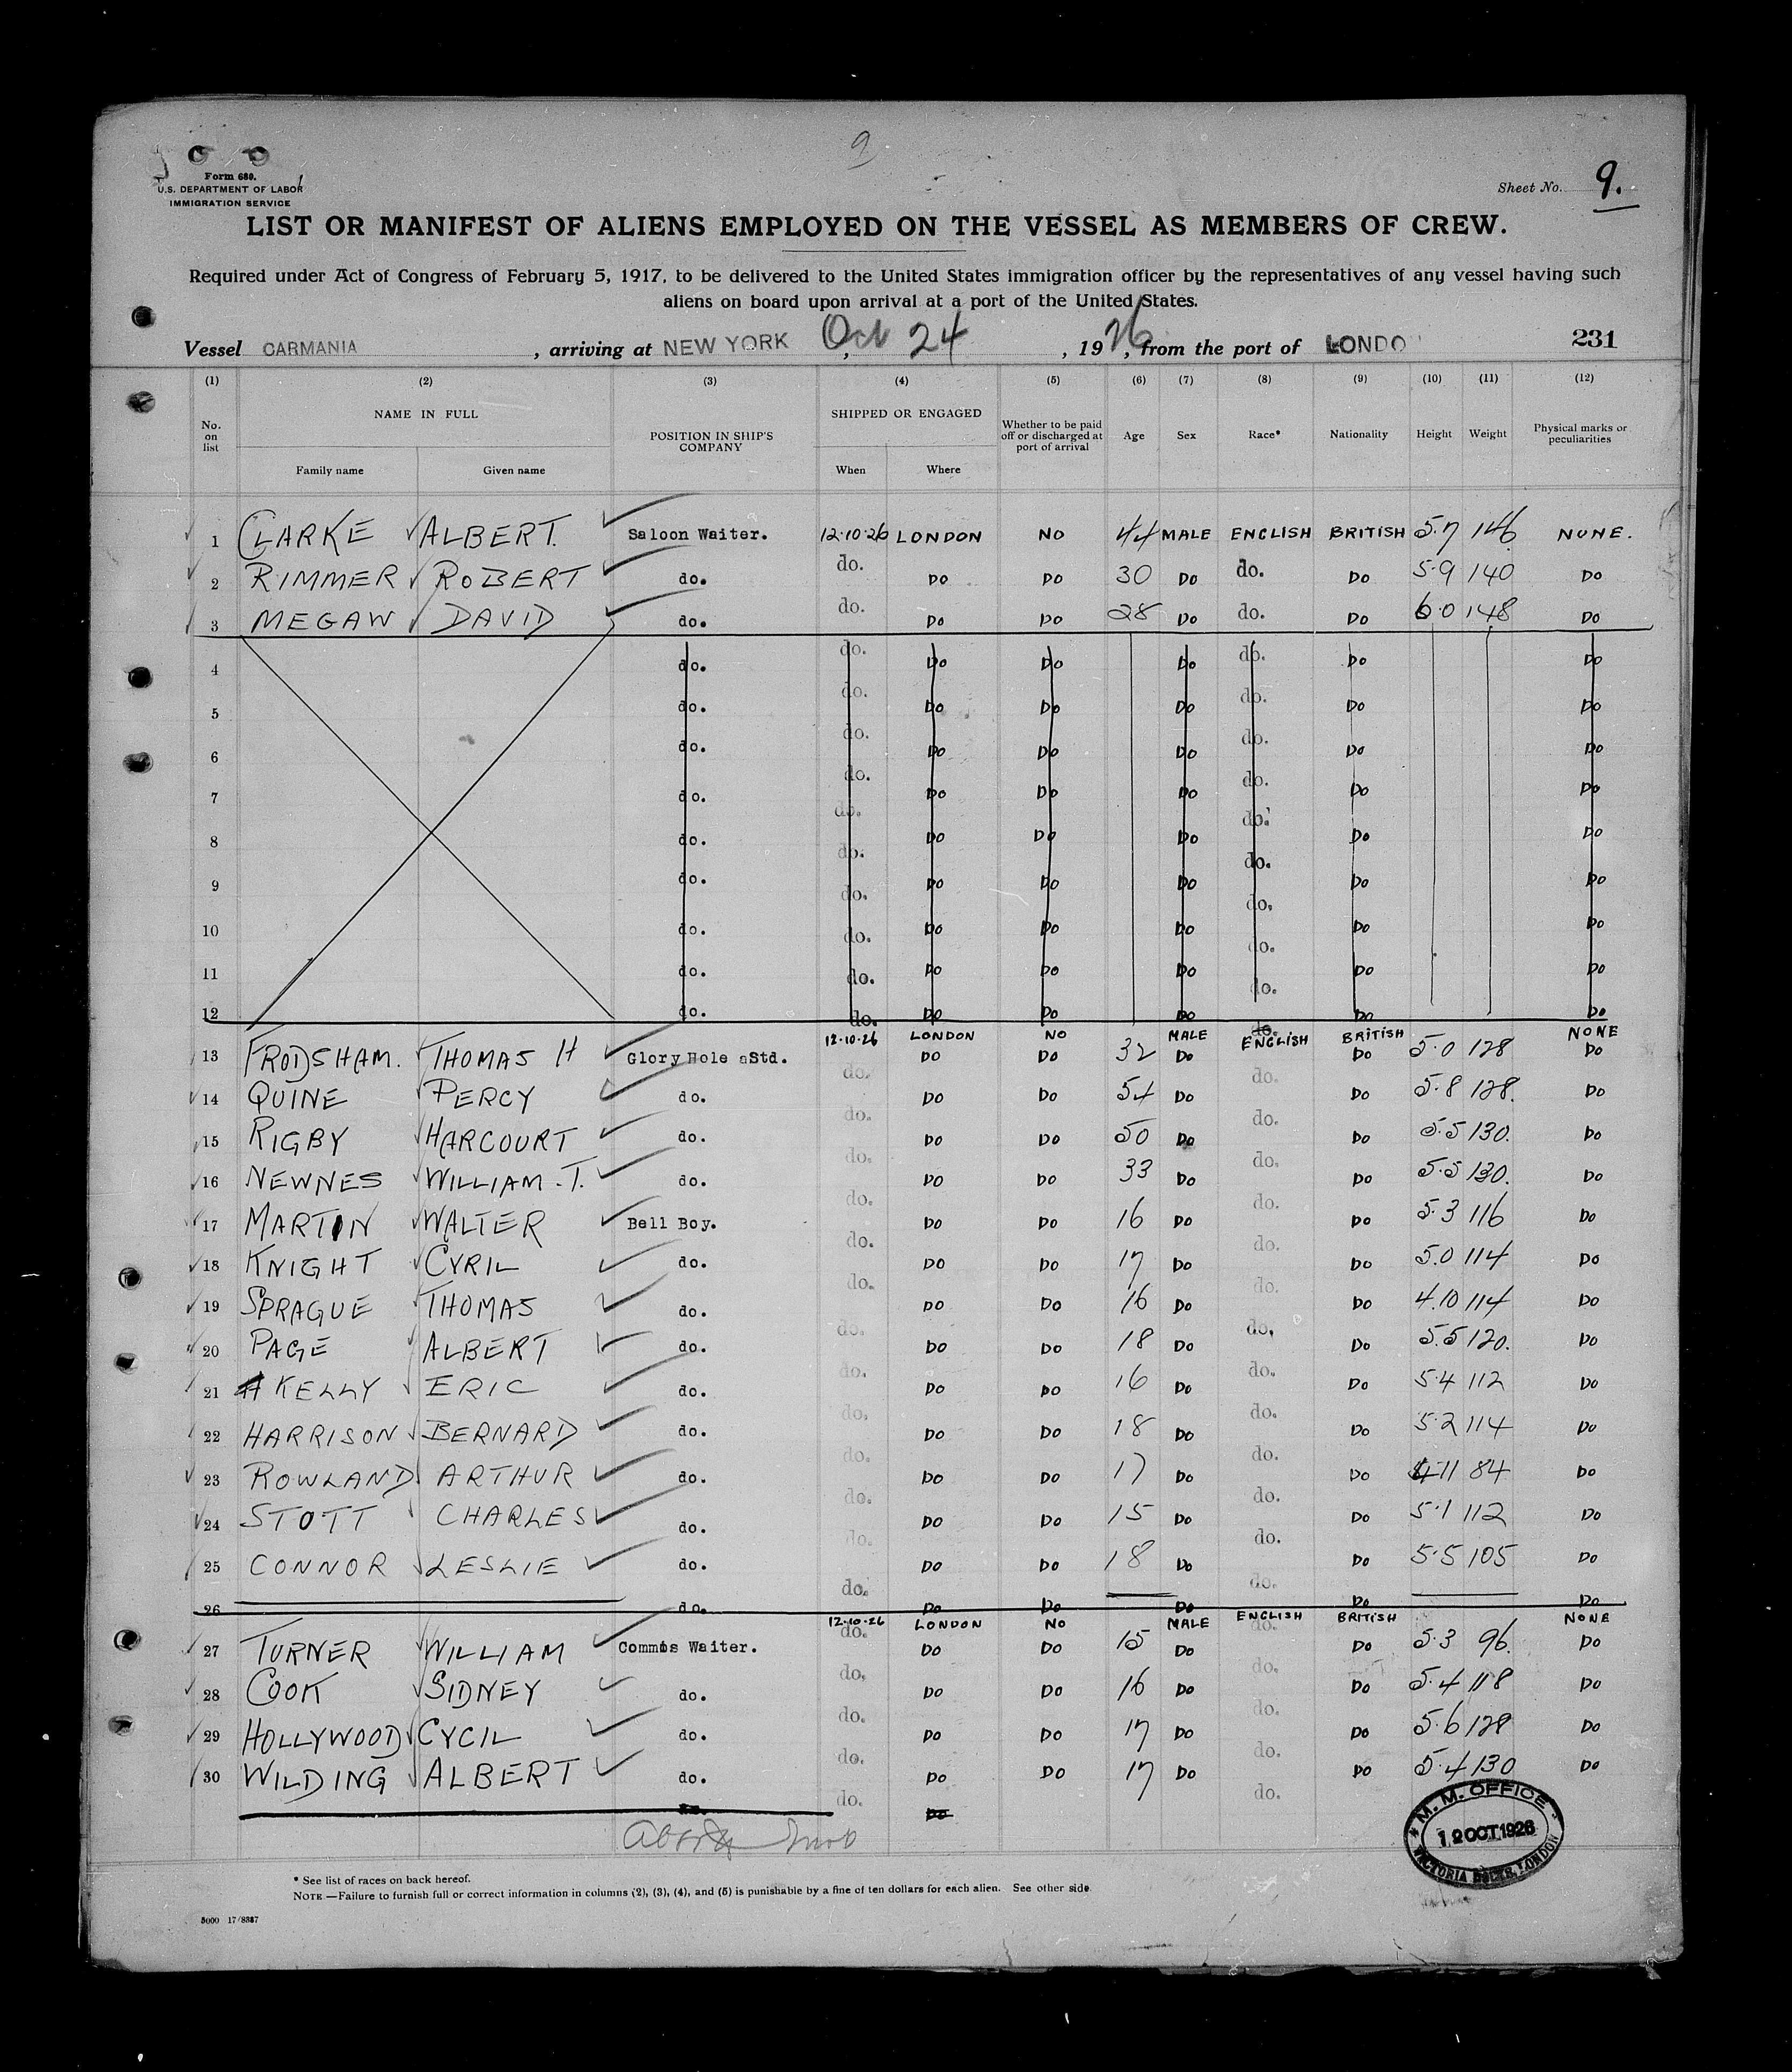 9
Form 680.
U.S. DEPARTMENT OF LABOR
IMMIGRATION SERVICE
Sheet No. 9.
LIST OR MANIFEST OF ALIENS EMPLOYED ON THE VESSEL AS MEMBERS OF CREW.
Required under Act of Congress of February 5, 1917, to be delivered to the United States immigration officer by the representatives of any vessel having such
aliens on board upon arrival at a port of the United States.
Vessel CARMANIA , arriving at NEW YORK Oct 24 , 1926, from the port of LONDO 231
(1) (2) (3) (4) (5) (6) (7) (8) (9) (10) (11) (12)
No. on list NAME IN FULL Family name Given name POSITION IN SHIP'S COMPANY SHIPPED OR ENGAGED When Where Whether to be paid off or discharged at port of arrival Age Sex Race* Nationality Height Weight Physical marks or peculiarities
1 CLARKE ALBERT. Saloon Waiter. 12.10.26 LONDON NO 44 MALE ENGLISH BRITISH 5.7 146. NONE.
2 RIMMER ROBERT do. do. DO DO 30 DO do. DO 5.9 140 DO
3 MEGAW DAVID do. do. DO DO 28 DO do. DO 6.0 148 DO
4 do. do. DO DO DO do. DO DO
5 do. do. DO DO DO do. DO DO
6 do. do. DO DO DO do. DO DO
7 do. do. DO DO DO do. DO DO
8 do. do. DO DO DO do. DO DO
9 do. do. DO DO DO do. DO DO
10 do. do. DO DO DO do. DO DO
11 do. do. DO DO DO do. DO DO
12 do. do. DO DO DO do. DO DO
12.10.26 LONDON NO MALE do. ENGLISH BRITISH NONE
13 FRODSHAM. THOMAS H Glory Hole aStd. do. DO DO 32 DO do. DO 5.0 128 DO
14 QUINE PERCY do. do. DO DO 54 DO do. DO 5.8 128. DO
15 RIGBY HARCOURT do. do. DO DO 50 DO do. DO 5.5 130. DO
16 NEWNES WILLIAM.T. do. do. DO DO 33 DO do. DO 5.5 130. DO
17 MARTIN WALTER Bell Boy. do. DO DO 16 DO do. DO 5.3 116 DO
18 KNIGHT CYRIL do. do. DO DO 17 DO do. DO 5.0 114 DO
19 SPRAGUE THOMAS do. do. DO DO 16 DO do. DO 4.10 114 DO
20 PAGE ALBERT do. do. DO DO 18 DO do. DO 5.5 120. DO
21 KELLY ERIC do. do. DO DO 16 DO do. DO 5.4 112 DO
22 HARRISON BERNARD do. do. DO DO 18 DO do. DO 5.2 114 DO
23 ROWLAND ARTHUR do. do. DO DO 17 DO do. DO 4.11 84 DO
24 STOTT CHARLES do. do. DO DO 15 DO do. DO 5.1 112 DO
25 CONNOR LESLIE do. do. DO DO 18 DO do. DO 5.5 105 DO
26 do. do. DO DO DO do. DO DO
12.10.26 LONDON NO MALE ENGLISH BRITISH NONE
27 TURNER WILLIAM Commis Waiter. do. DO DO 15 DO do. DO 5.3 96. DO
28 COOK SIDNEY do. do. DO DO 16 DO do. DO 5.4 118 DO
29 HOLLYWOOD CYCIL do. do. DO DO 17 DO do. DO 5.6 128 DO
30 WILDING ALBERT do. do. DO DO 17 DO do. DO 5.4 130 DO
do. DO do.
M. M. OFFICE
12 OCT 1926
VICTORIA DOCKS, LONDON
* See list of races on back hereof.
NOTE —Failure to furnish full or correct information in columns (2), (3), (4), and (5) is punishable by a fine of ten dollars for each alien. See other side.
5000 17/8387